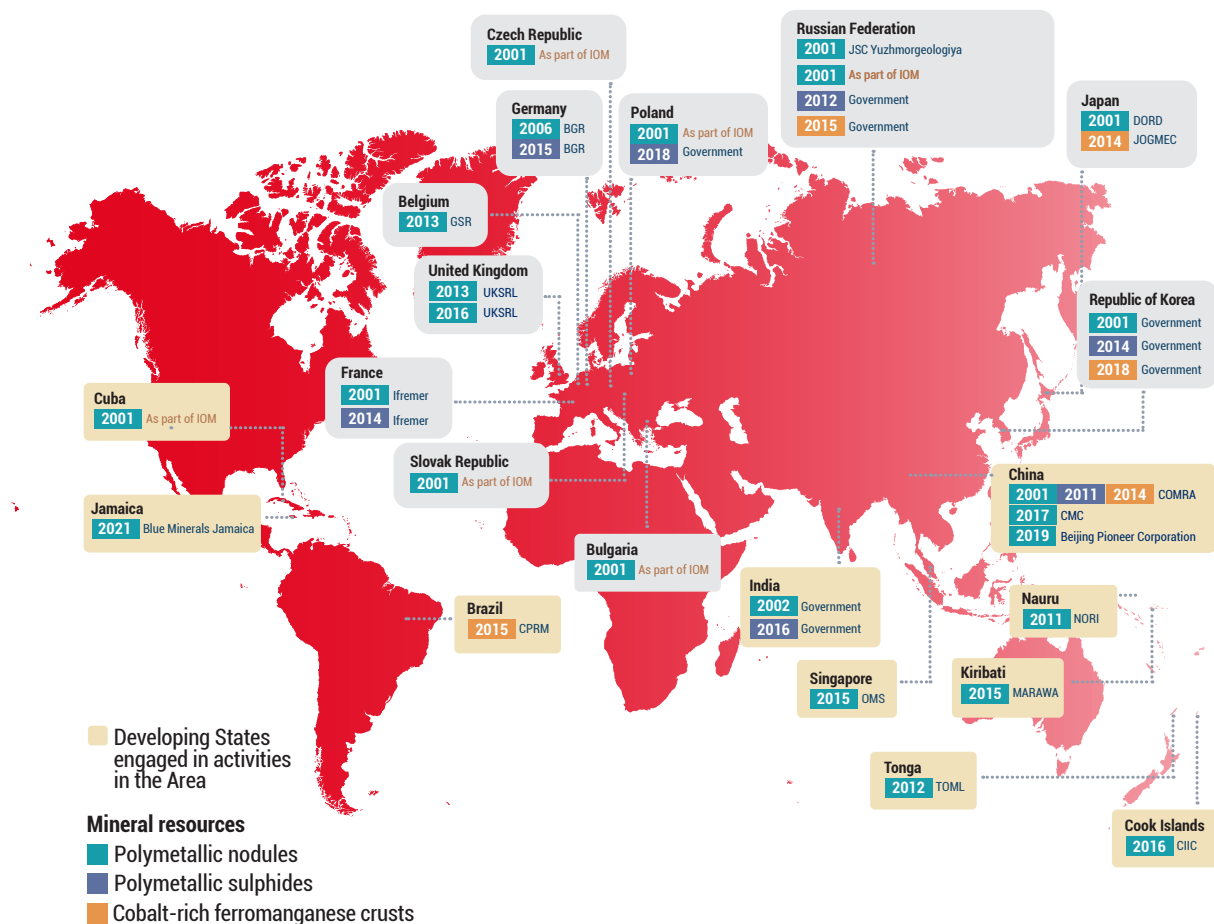 Czech Republic
2001 As part of IOM
Russian Federation
2001 JSC Yuzhmorgeologiya
2001 As part of IOM
2012 Government
2015 Government
Germany
2006 BGR
2015 BGR
Poland
2001 As part of IOM
2018 Government
Japan
2001 DORD
2014 JOGMEC
Belgium
2013 GSR
United Kingdom
2013 UKSRL
2016 UKSRL
Republic of Korea
2001 Government
2014 Government
2018 Government
France
2001 Ifremer
2014 Ifremer
Cuba
2001 As part of IOM
Slovak Republic
2001 As part of IOM
China
2001 2011 2014 COMRA
2017 CMC
2019 Beijing Pioneer Corporation
Jamaica
2021 Blue Minerals Jamaica
Bulgaria
2001 As part of IOM
India
2002 Government
2016 Government
Nauru
2011 NORI
Brazil
2015 CPRM
Singapore
2015 OMS
Kiribati
2015 MARAWA
Tonga
2012 TOML
Cook Islands
2016 CIIC
Developing States
engaged in activities
in the Area
Mineral resources
Polymetallic nodules
Polymetallic sulphides
Cobalt-rich ferromanganese crusts